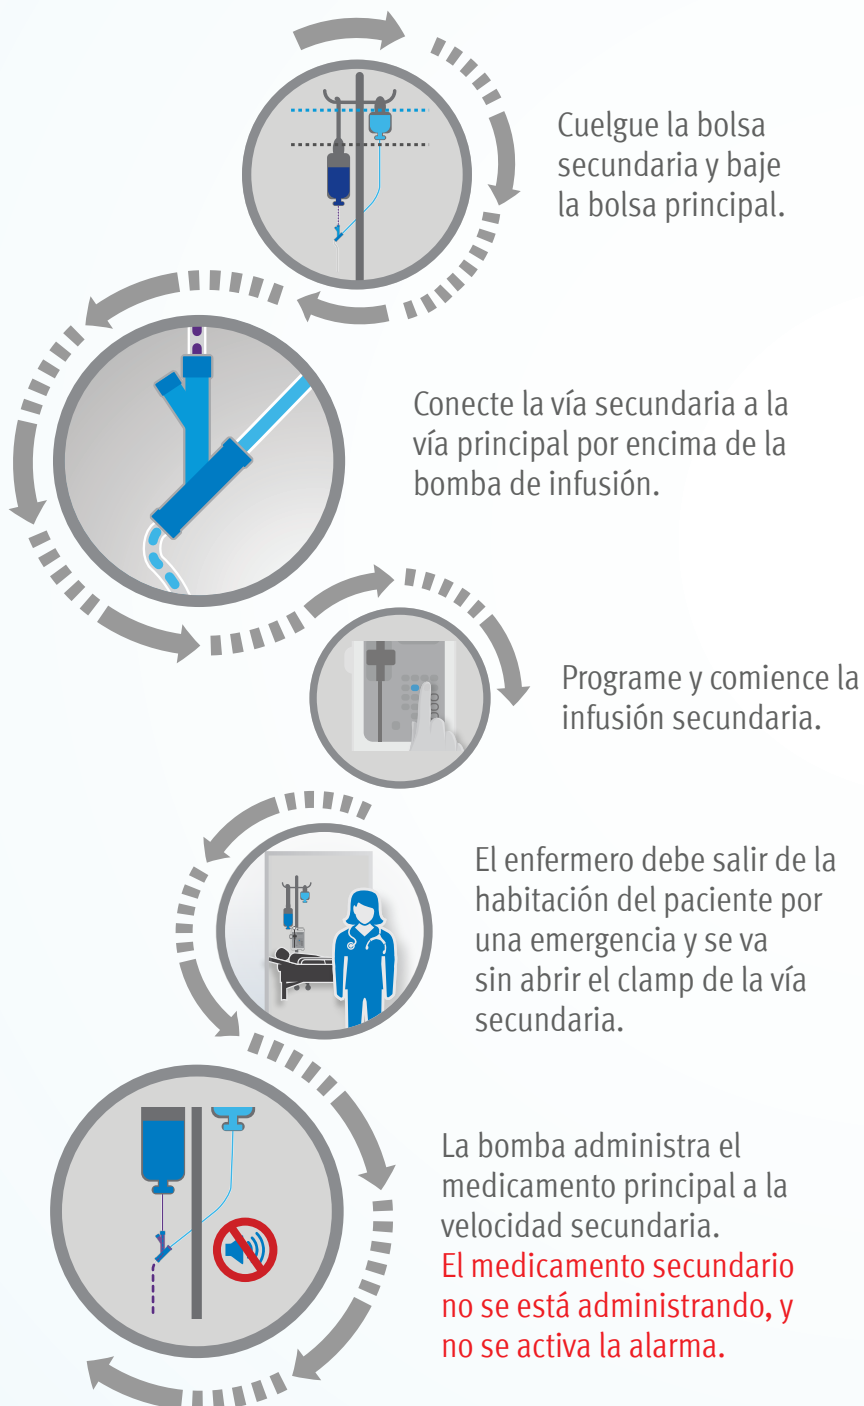 Cuelgue la bolsa
secundaria y baje
la bolsa principal.
Conecte la vía secundaria a la
vía principal por encima de la
bomba de infusión.
Programe y comience la
infusión secundaria.
El enfermero debe salir de la
habitación del paciente por
una emergencia y se va
sin abrir el clamp de la vía
secundaria.
La bomba administra el
medicamento principal a la
velocidad secundaria.
El medicamento secundario
no se está administrando, y
no se activa la alarma.